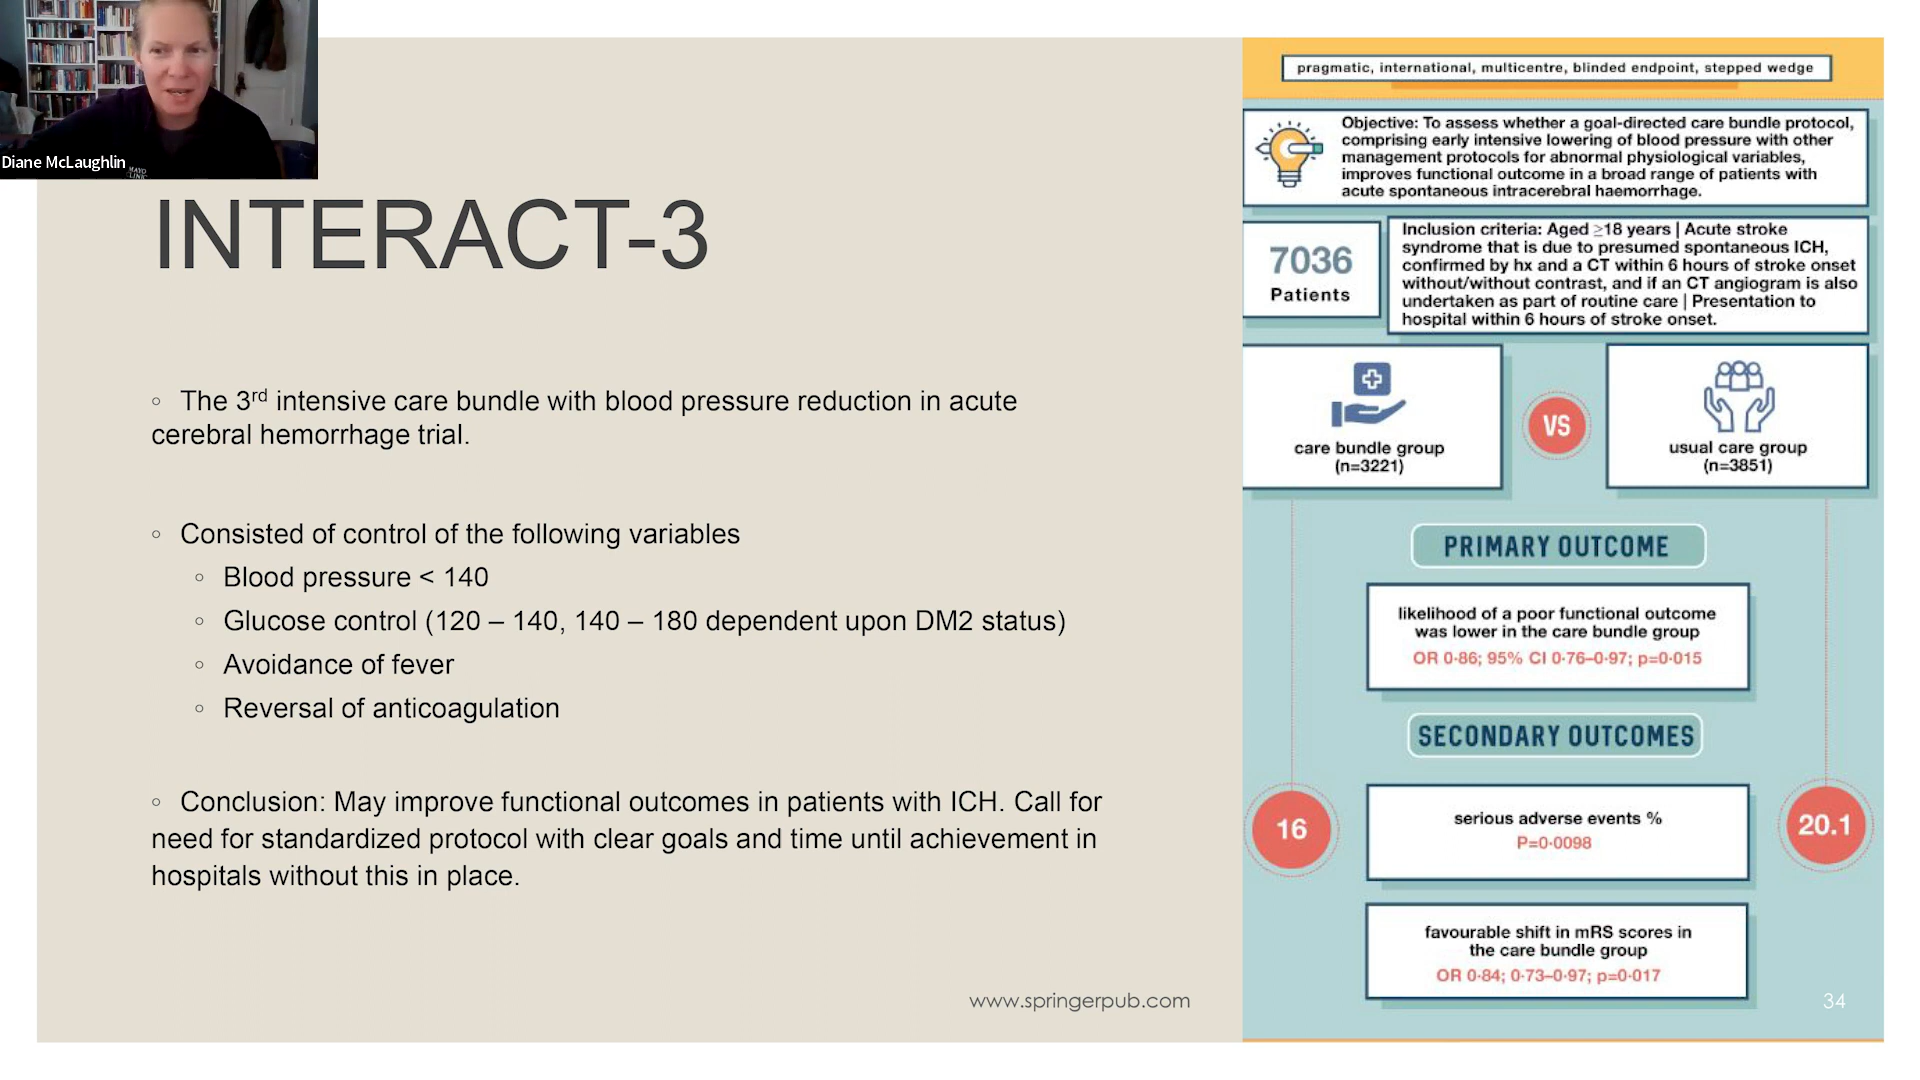 Diane McLaughlin
MAYO
CLINIC
INTERACT-3
◦ The 3rd intensive care bundle with blood pressure reduction in acute
cerebral hemorrhage trial.
◦ Consisted of control of the following variables
◦ Blood pressure < 140
◦ Glucose control (120 – 140, 140 – 180 dependent upon DM2 status)
◦ Avoidance of fever
◦ Reversal of anticoagulation
◦ Conclusion: May improve functional outcomes in patients with ICH. Call for
need for standardized protocol with clear goals and time until achievement in
hospitals without this in place.
www.springerpub.com
pragmatic, international, multicentre, blinded endpoint, stepped wedge
Objective: To assess whether a goal-directed care bundle protocol,
comprising early intensive lowering of blood pressure with other
management protocols for abnormal physiological variables,
improves functional outcome in a broad range of patients with
acute spontaneous intracerebral haemorrhage.
7036
Patients
Inclusion criteria: Aged ≥18 years | Acute stroke
syndrome that is due to presumed spontaneous ICH,
confirmed by hx and a CT within 6 hours of stroke onset
without/without contrast, and if an CT angiogram is also
undertaken as part of routine care | Presentation to
hospital within 6 hours of stroke onset.
care bundle group
(n=3221)
VS
usual care group
(n=3851)
PRIMARY OUTCOME
likelihood of a poor functional outcome
was lower in the care bundle group
OR 0·86; 95% CI 0·76–0·97; p=0·015
SECONDARY OUTCOMES
16
serious adverse events %
P=0·0098
20.1
favourable shift in mRS scores in
the care bundle group
OR 0·84; 0·73–0·97; p=0·017
34